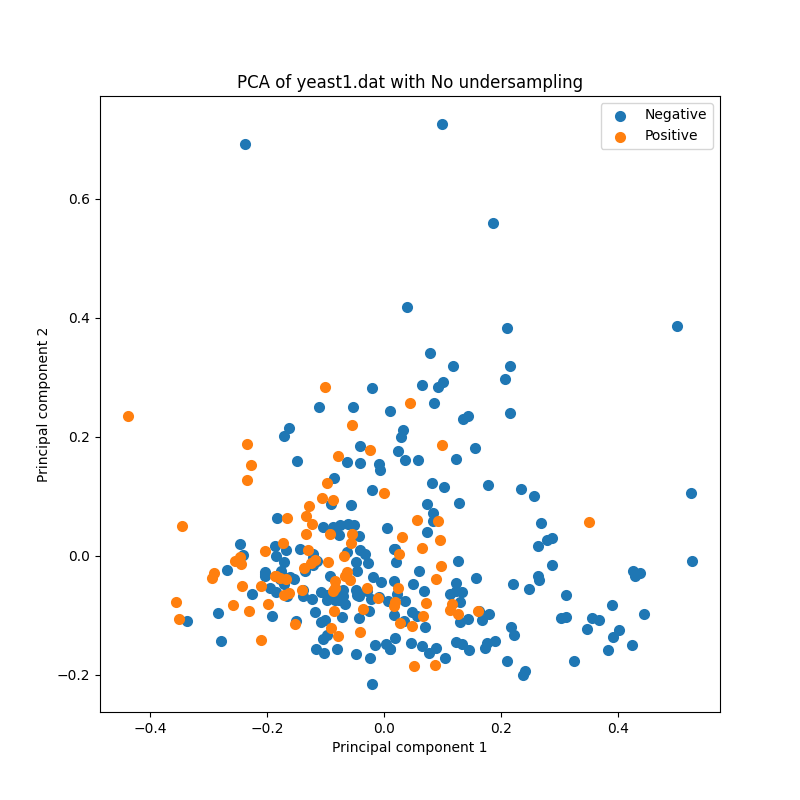 PCA of yeast1.dat with No undersampling
Negative
Positive
0.6
0.4
0.2
0.0
−0.2
Principal component 2
−0.4
−0.2
0.0
0.2
0.4
Principal component 1